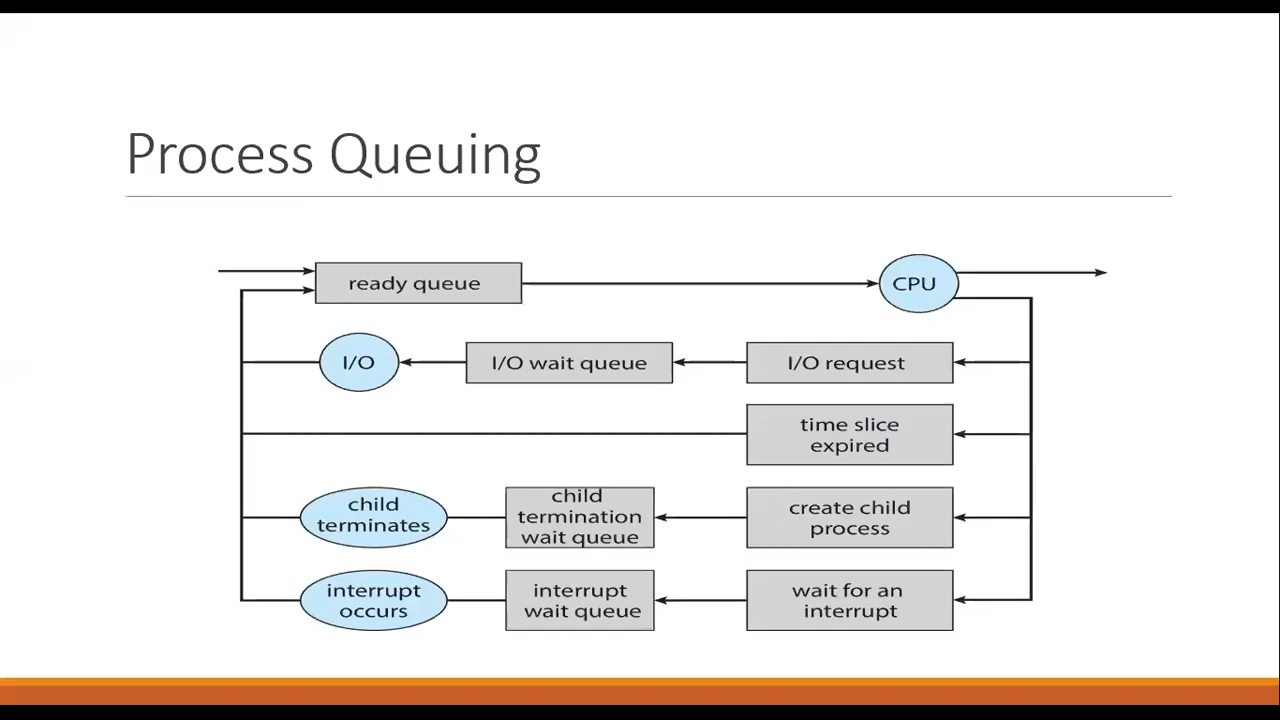 Process Queuing
ready queue
CPU
I/O
I/O wait queue
I/O request
time slice
expired
child
terminates
child
termination
wait queue
create child
process
interrupt
occurs
interrupt
wait queue
wait for an
interrupt